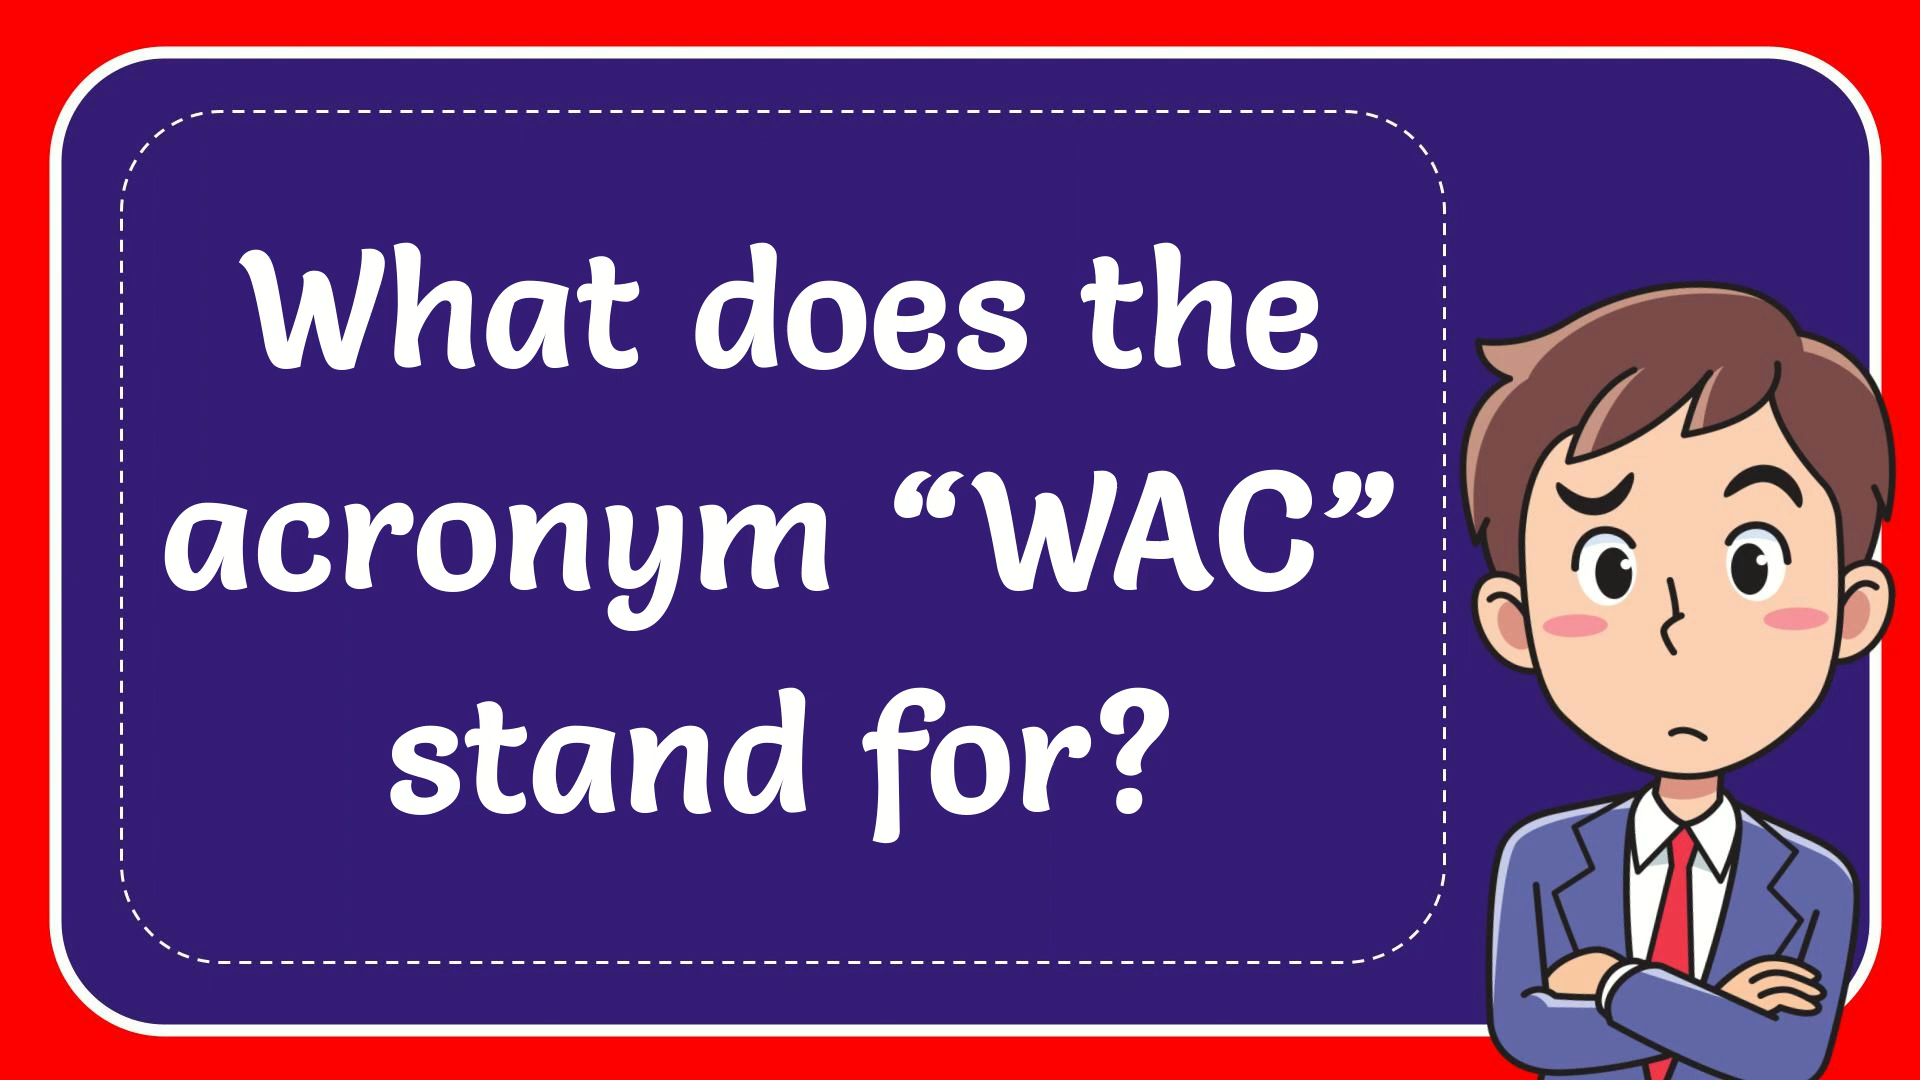 What does the
acronym “WAC”
stand for?